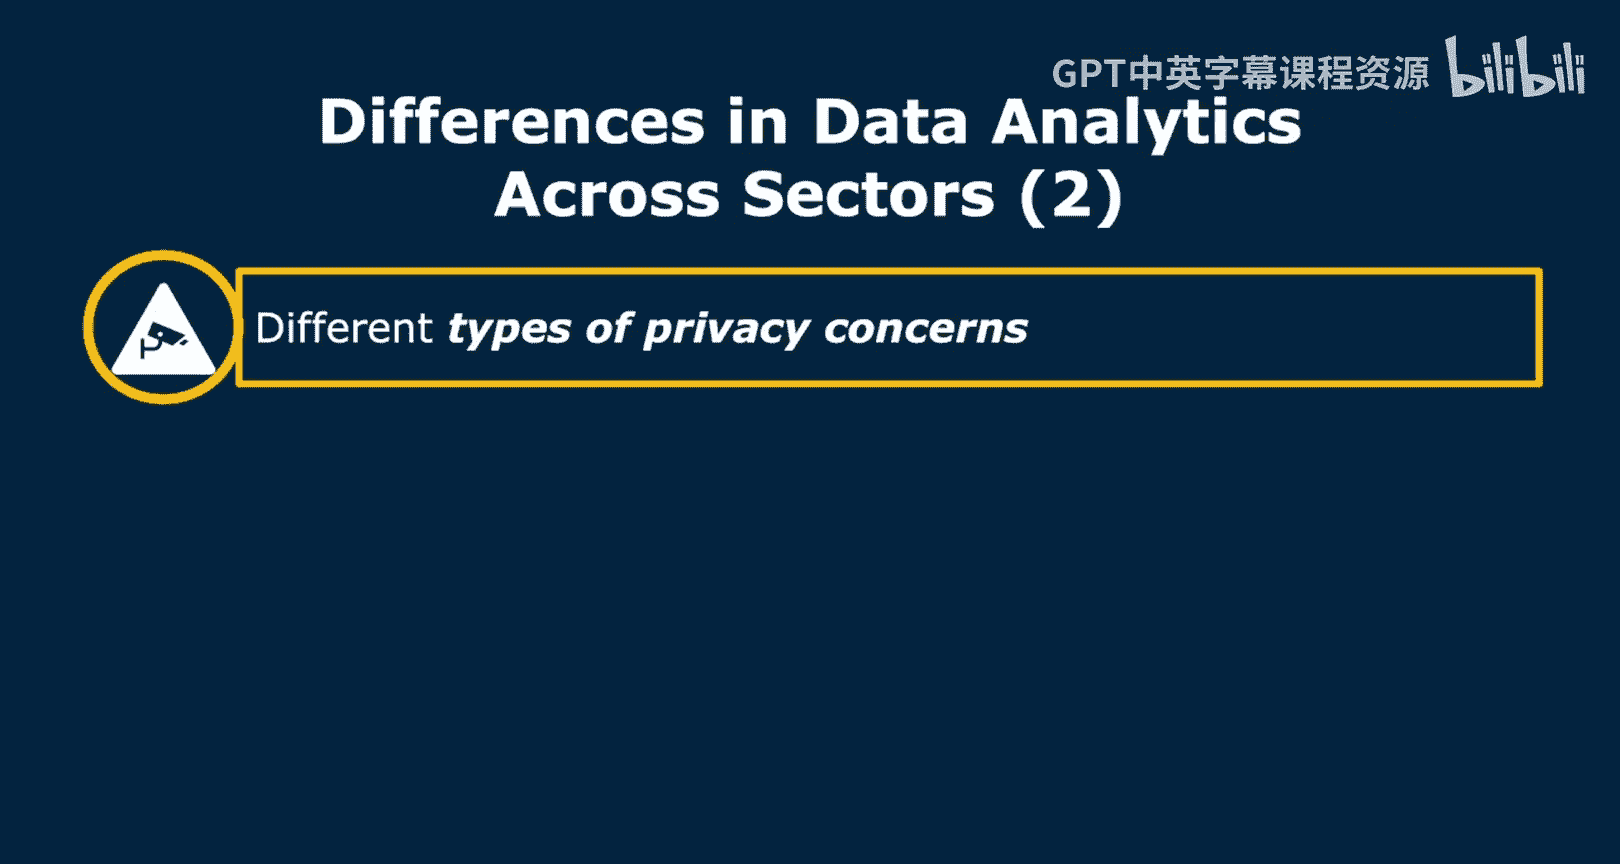 GPT中英字幕课程资源 bilibili
Differences in Data Analytics
Across Sectors (2)
Different types of privacy concerns